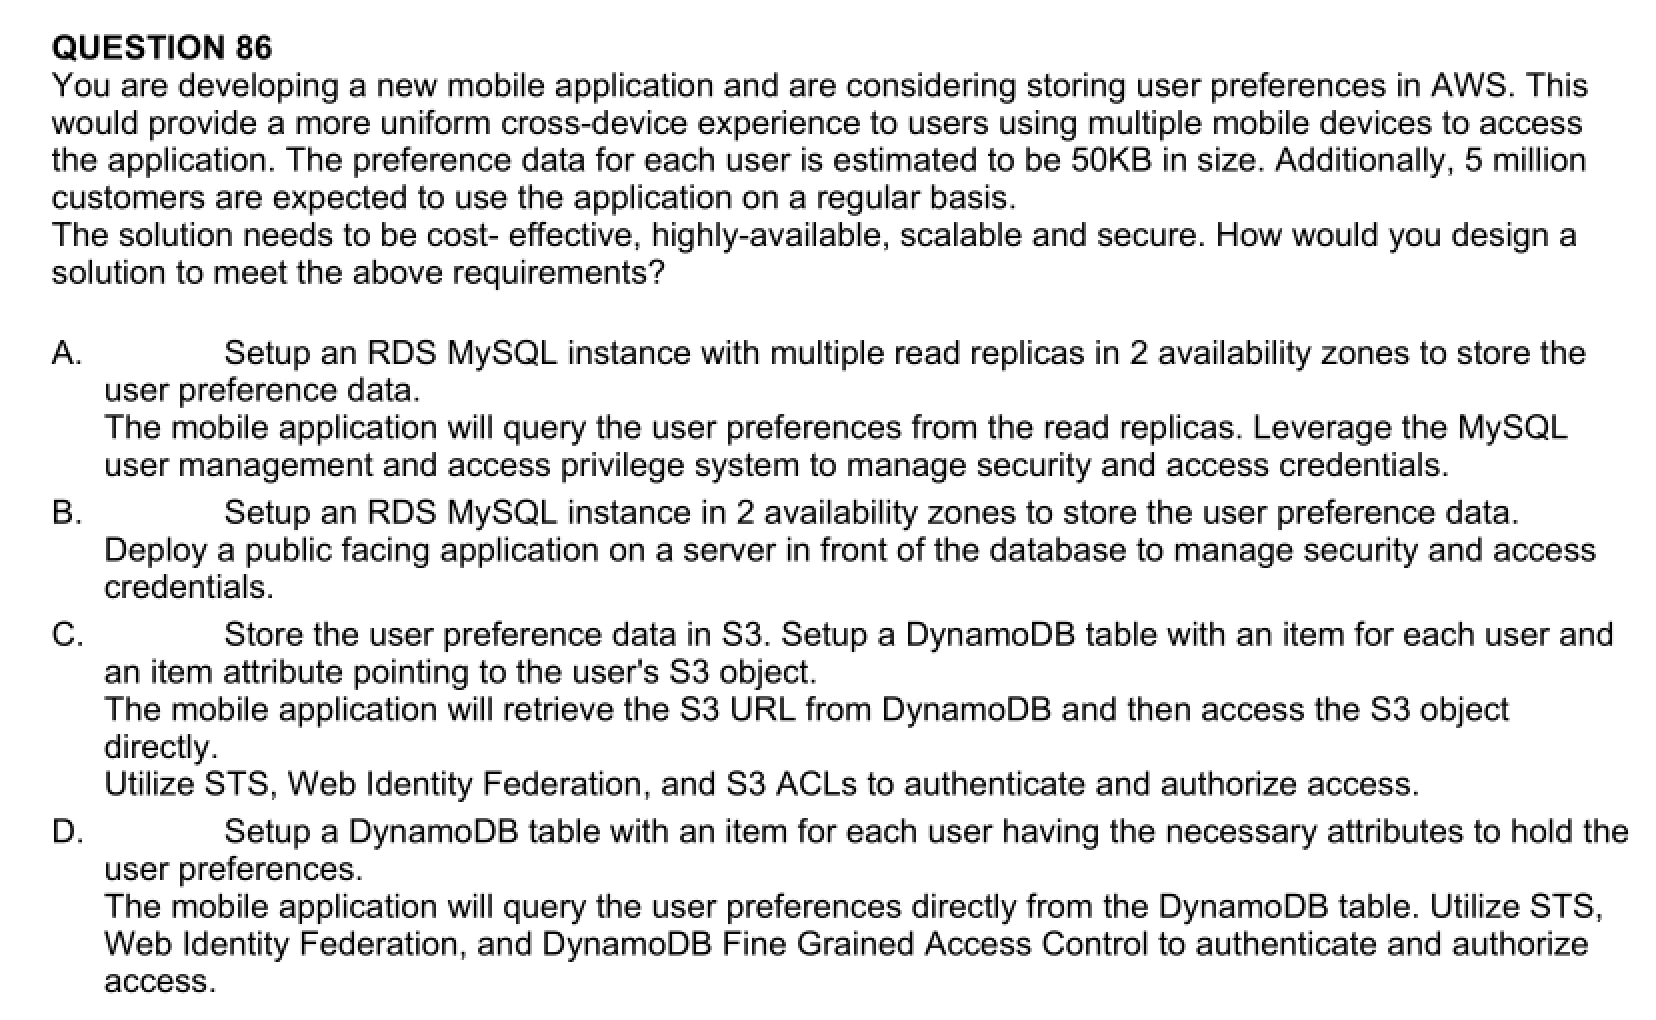 QUESTION 86
You are developing a new mobile application and are considering storing user preferences in AWS. This
would provide a more uniform cross-device experience to users using multiple mobile devices to access
the application. The preference data for each user is estimated to be 50KB in size. Additionally, 5 million
customers are expected to use the application on a regular basis.
The solution needs to be cost- effective, highly-available, scalable and secure. How would you design a
solution to meet the above requirements?
A. Setup an RDS MySQL instance with multiple read replicas in 2 availability zones to store the
user preference data.
The mobile application will query the user preferences from the read replicas. Leverage the MySQL
user management and access privilege system to manage security and access credentials.
B. Setup an RDS MySQL instance in 2 availability zones to store the user preference data.
Deploy a public facing application on a server in front of the database to manage security and access
credentials.
C. Store the user preference data in S3. Setup a DynamoDB table with an item for each user and
an item attribute pointing to the user's S3 object.
The mobile application will retrieve the S3 URL from DynamoDB and then access the S3 object
directly.
Utilize STS, Web Identity Federation, and S3 ACLs to authenticate and authorize access.
D. Setup a DynamoDB table with an item for each user having the necessary attributes to hold the
user preferences.
The mobile application will query the user preferences directly from the DynamoDB table. Utilize STS,
Web Identity Federation, and DynamoDB Fine Grained Access Control to authenticate and authorize
access.